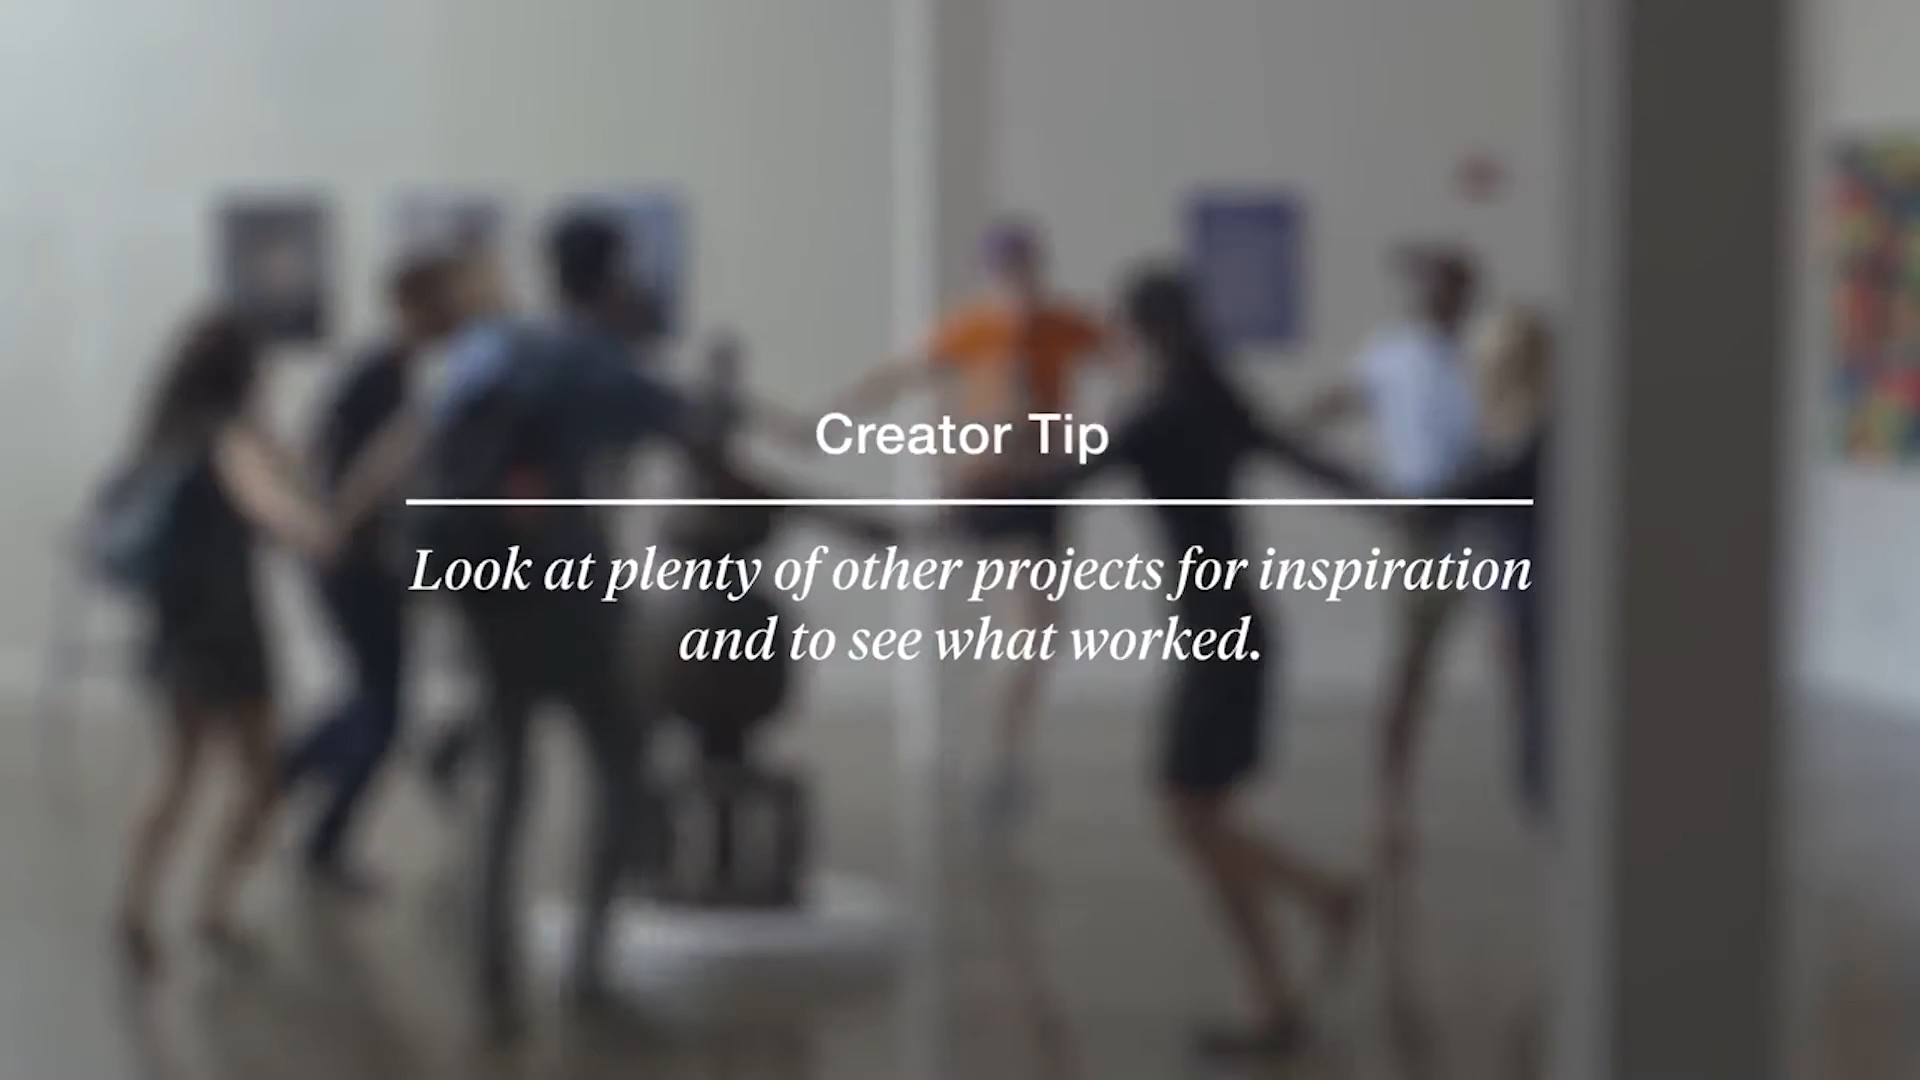 Creator Tip
Look at plenty of other projects for inspiration
and to see what worked.